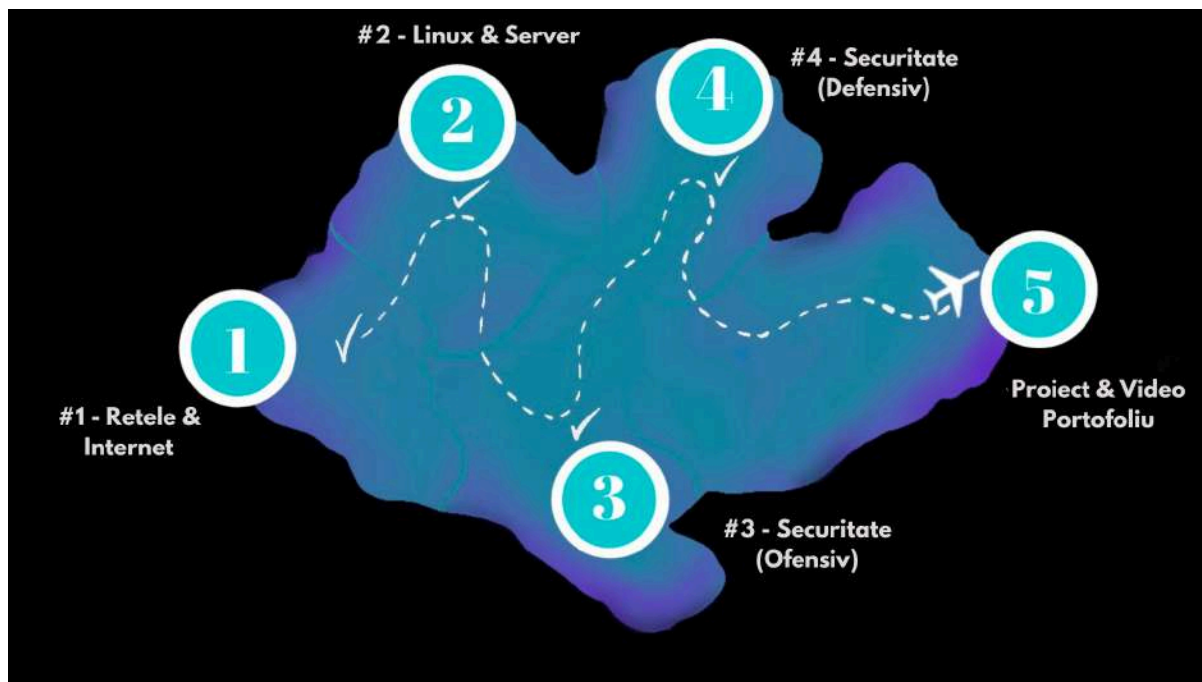 #2 - Linux & Server
2
4
#4 - Securitate
(Defensiv)
1
#1 - Retele &
Internet
5
Proiect & Video
Portofoliu
3
#3 - Securitate
(Ofensiv)